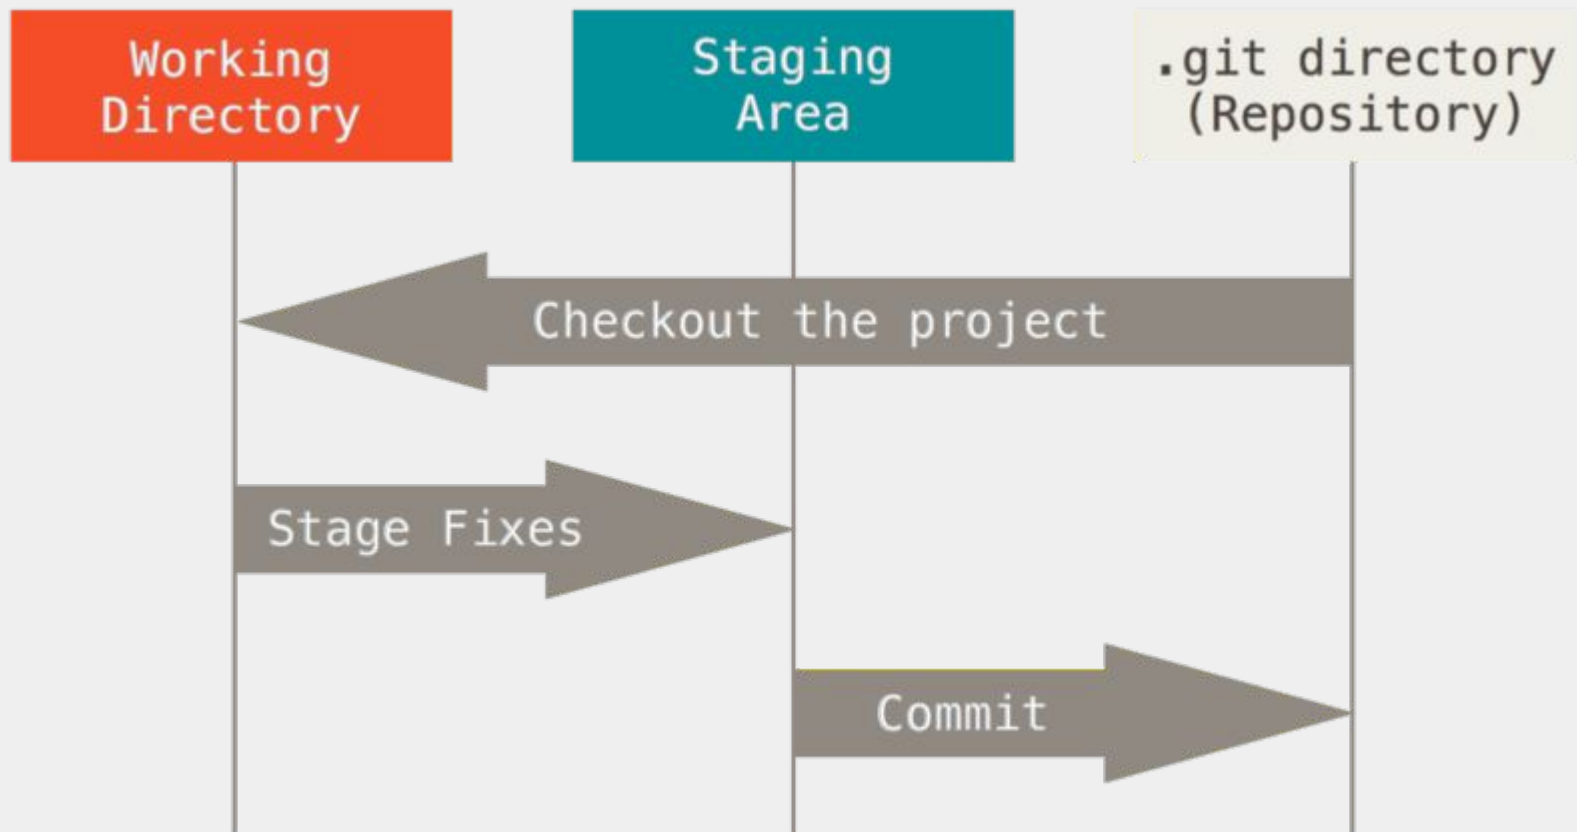 Working
Directory
Staging
Area
.git directory
(Repository)
Checkout the project
Stage Fixes
Commit